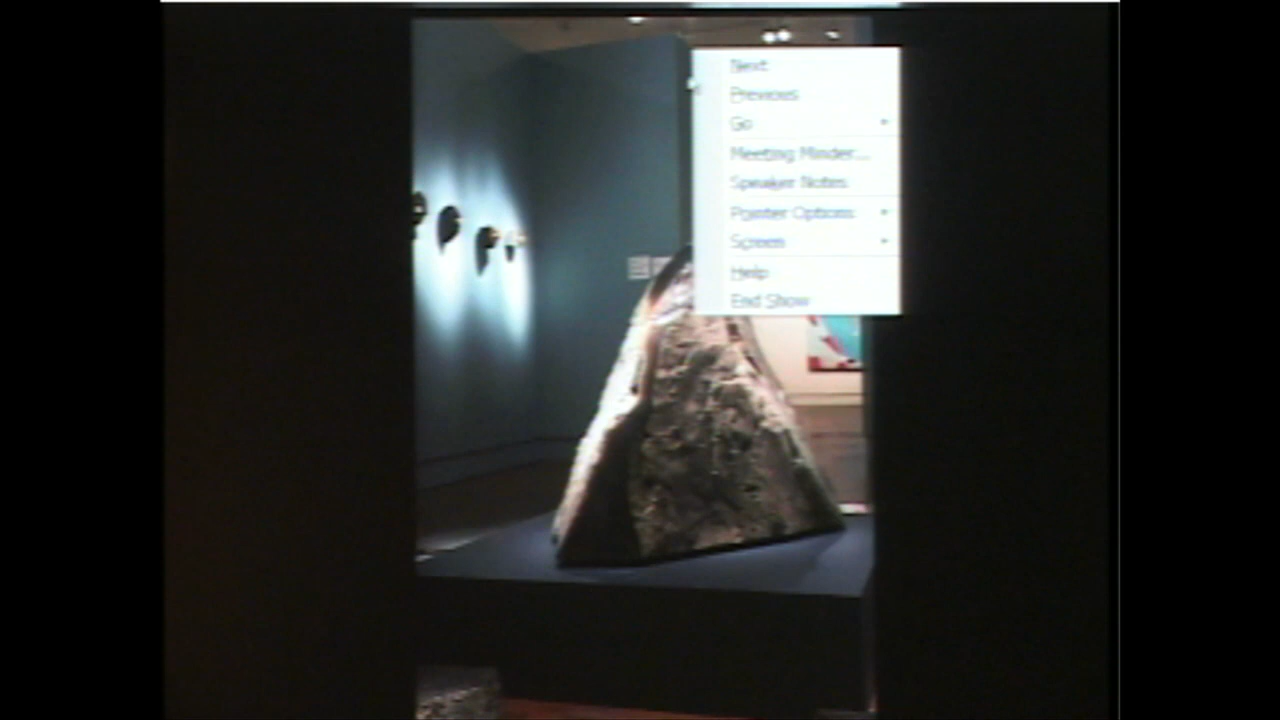 Next
Previous
Go
Meeting Minder...
Speaker Notes
Pointer Options
Screen
Help
End Show